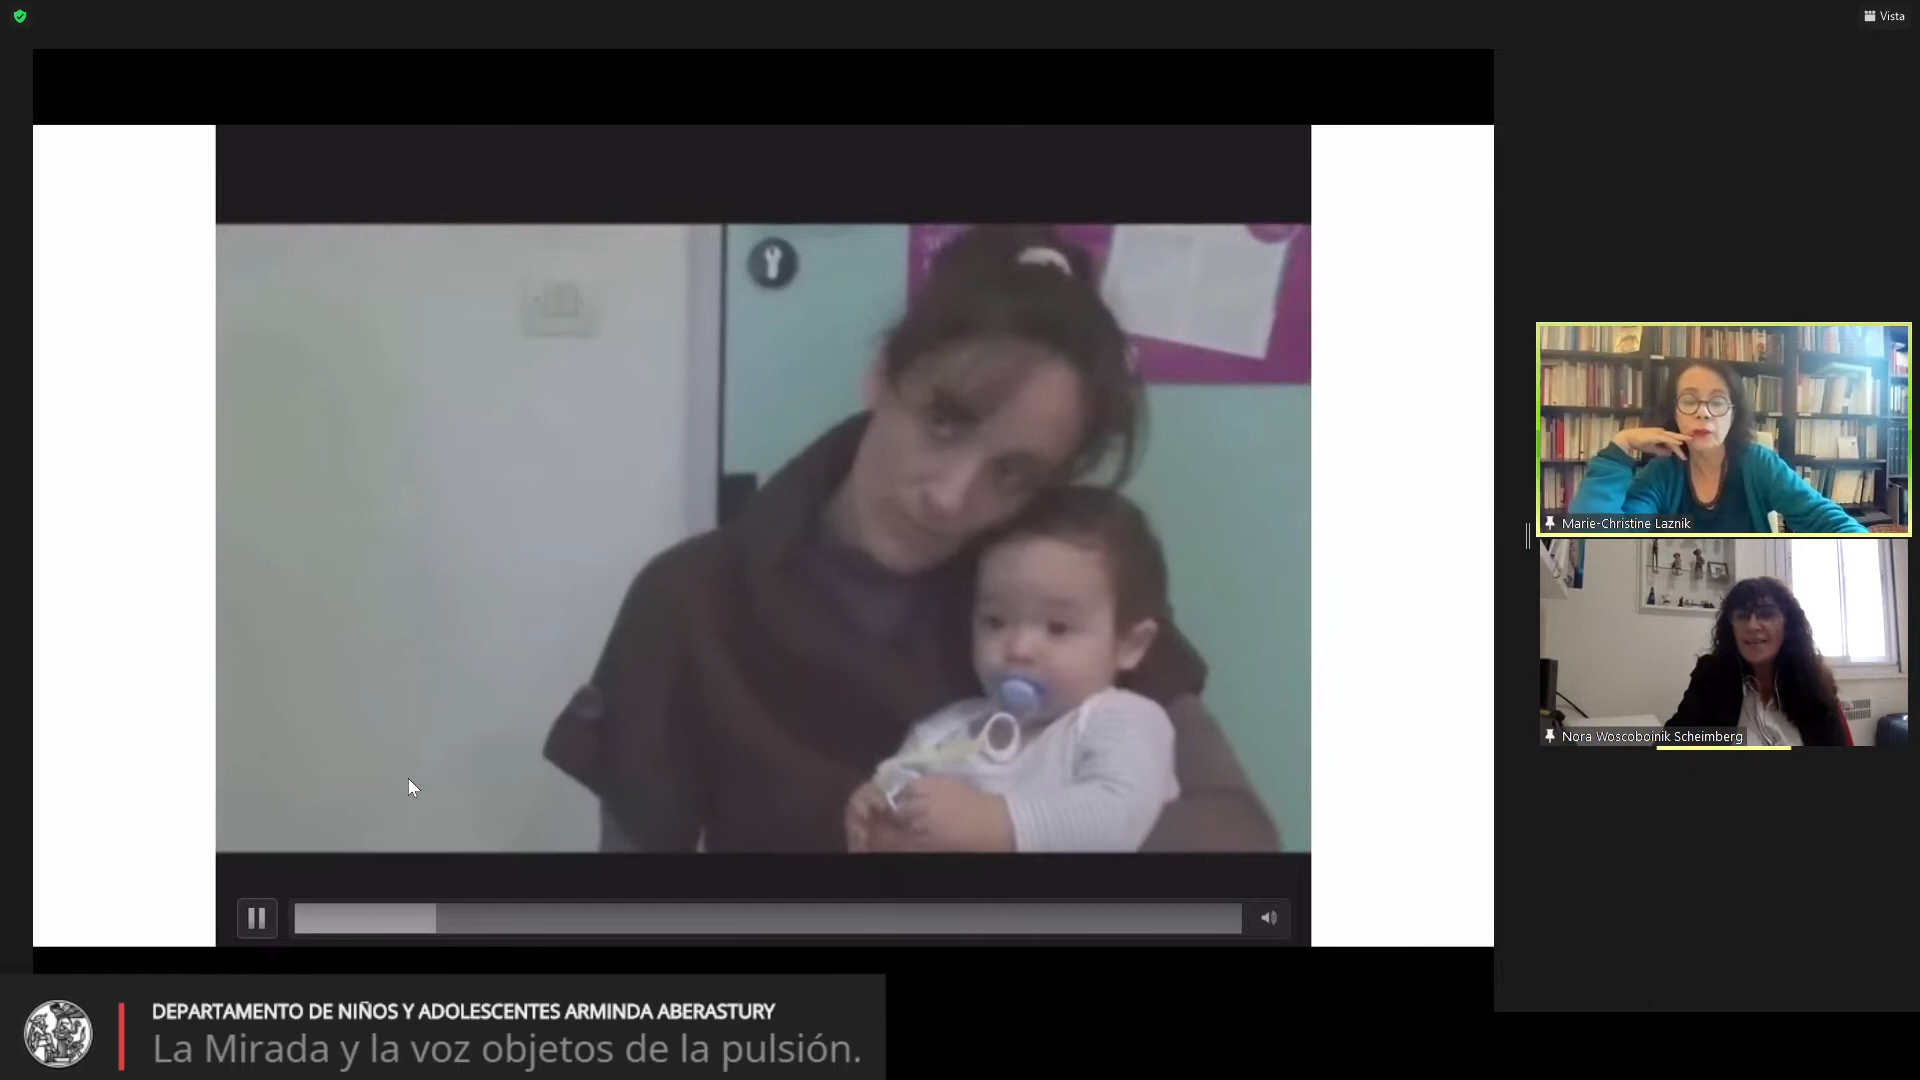 Vista
Marie-Christine Laznik
Nora Woscoboinik Scheimberg
DEPARTAMENTO DE NIÑOS Y ADOLESCENTES ARMINDA ABERASTURY
La Mirada y la voz objetos de la pulsión.